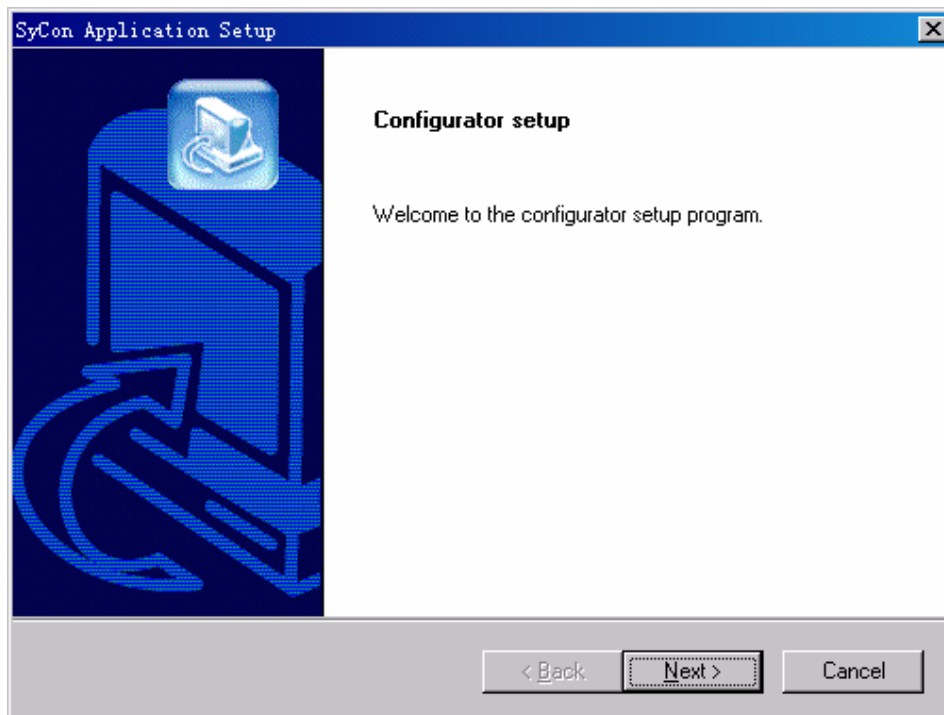 SyCon Application Setup
Configurator setup
Welcome to the configurator setup program.
< Back Next > Cancel